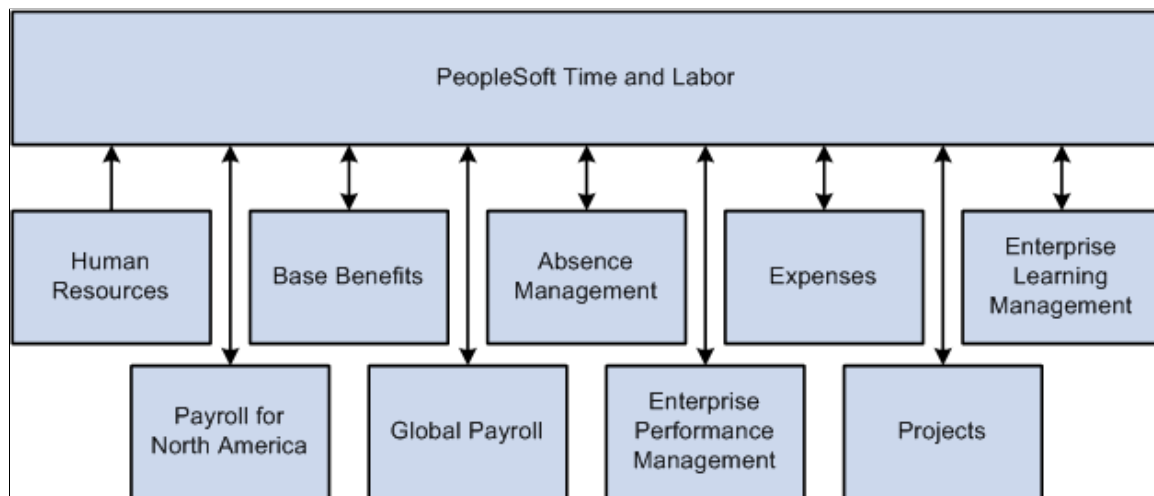 PeopleSoft Time and Labor
Human
Resources
Base Benefits
Absence
Management
Expenses
Enterprise
Learning
Management
Payroll for
North America
Global Payroll
Enterprise
Performance
Management
Projects